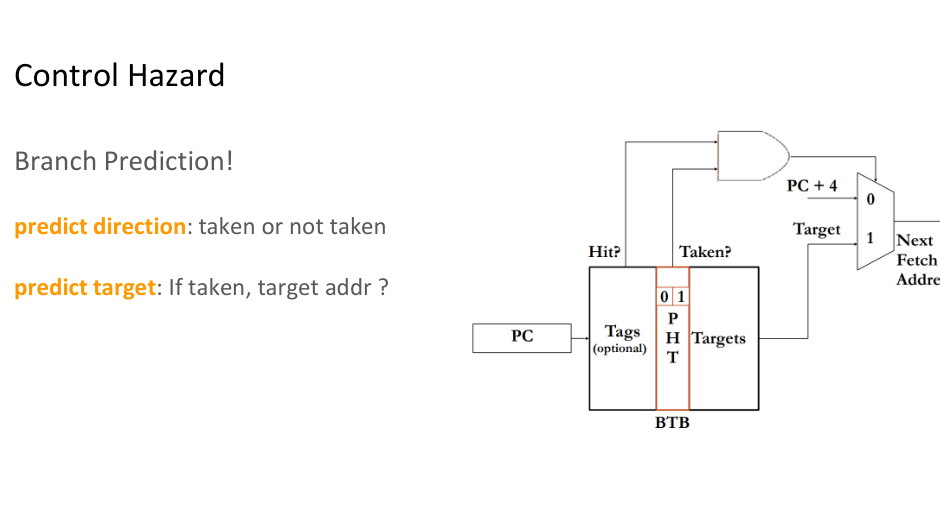 Control Hazard
Branch Prediction!
predict direction: taken or not taken
predict target: If taken, target addr ?
PC + 4
0
Target
1
Next
Fetch
Addre
Hit?
Taken?
0 1
P
H
T
Tags
(optional)
Targets
PC
BTB